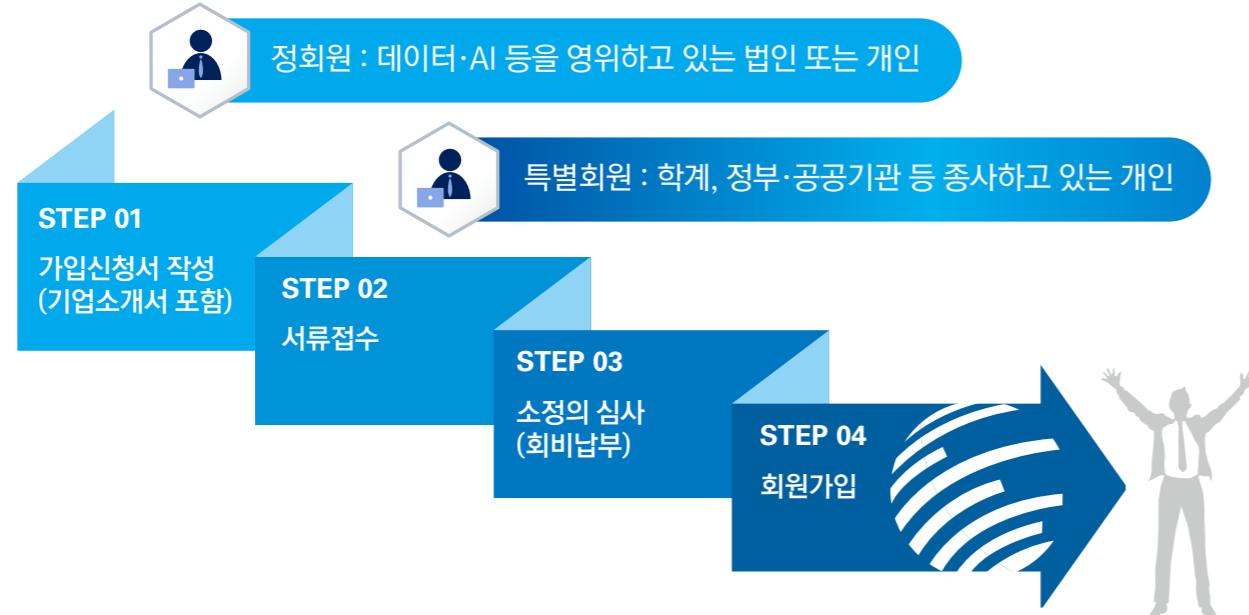 정회원 : 데이터·AI 등을 영위하고 있는 법인 또는 개인
특별회원 : 학계, 정부·공공기관 등 종사하고 있는 개인
STEP 01
가입신청서 작성
(기업소개서 포함)
STEP 02
서류접수
STEP 03
소정의 심사
(회비납부)
STEP 04
회원가입